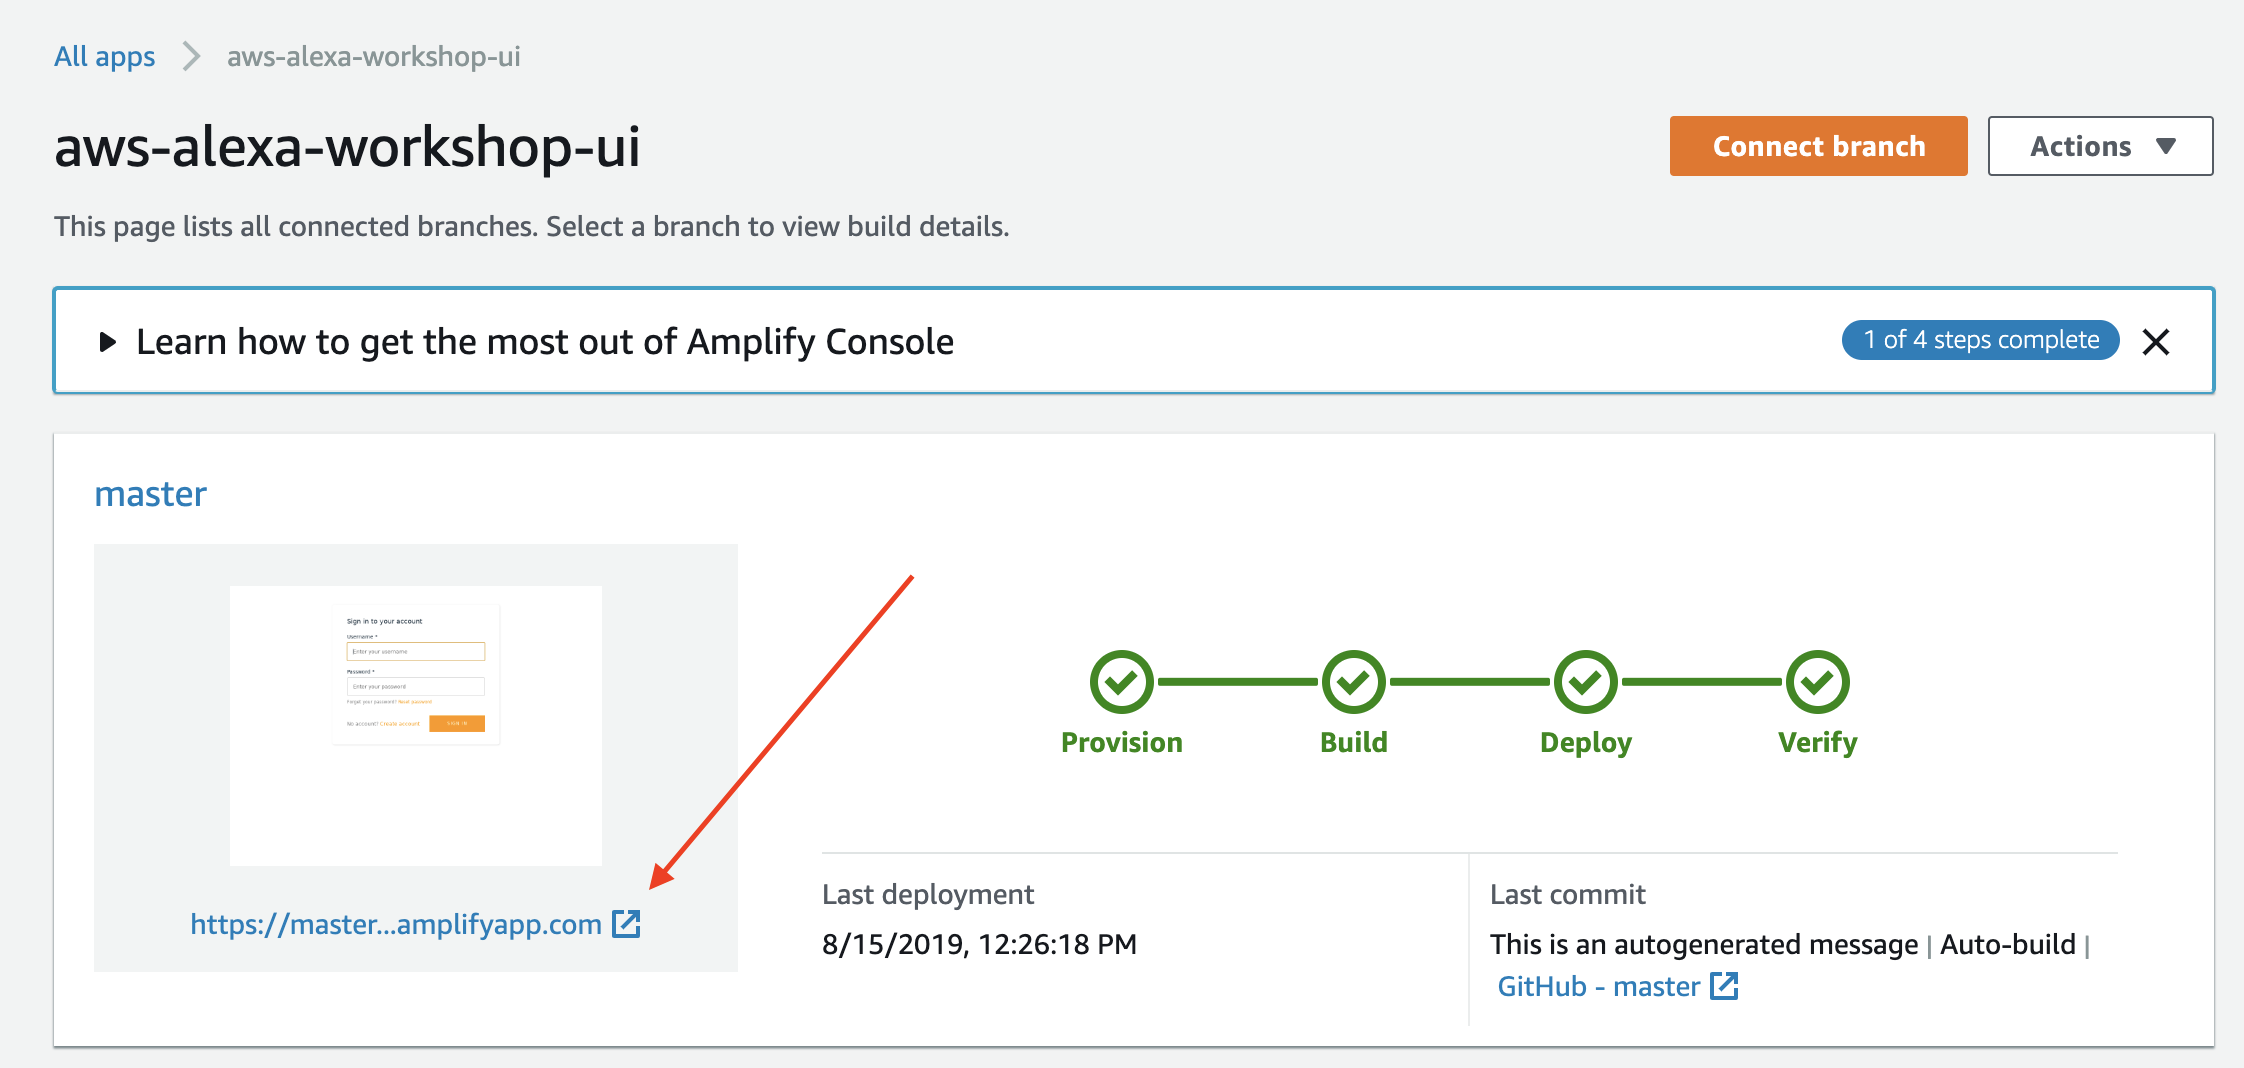 All apps
aws-alexa-workshop-ui
aws-alexa-workshop-ui
Connect branch
Actions
This page lists all connected branches. Select a branch to view build details.
Learn how to get the most out of Amplify Console
1 of 4 steps complete
master
Sign in to your account
Username *
Enter your username
Password *
Enter your password
Forgot your password? Reset password
No account? Create account
SIGN IN
https://master...amplifyapp.com
Provision
Build
Deploy
Verify
Last deployment
8/15/2019, 12:26:18 PM
Last commit
This is an autogenerated message | Auto-build |
GitHub - master